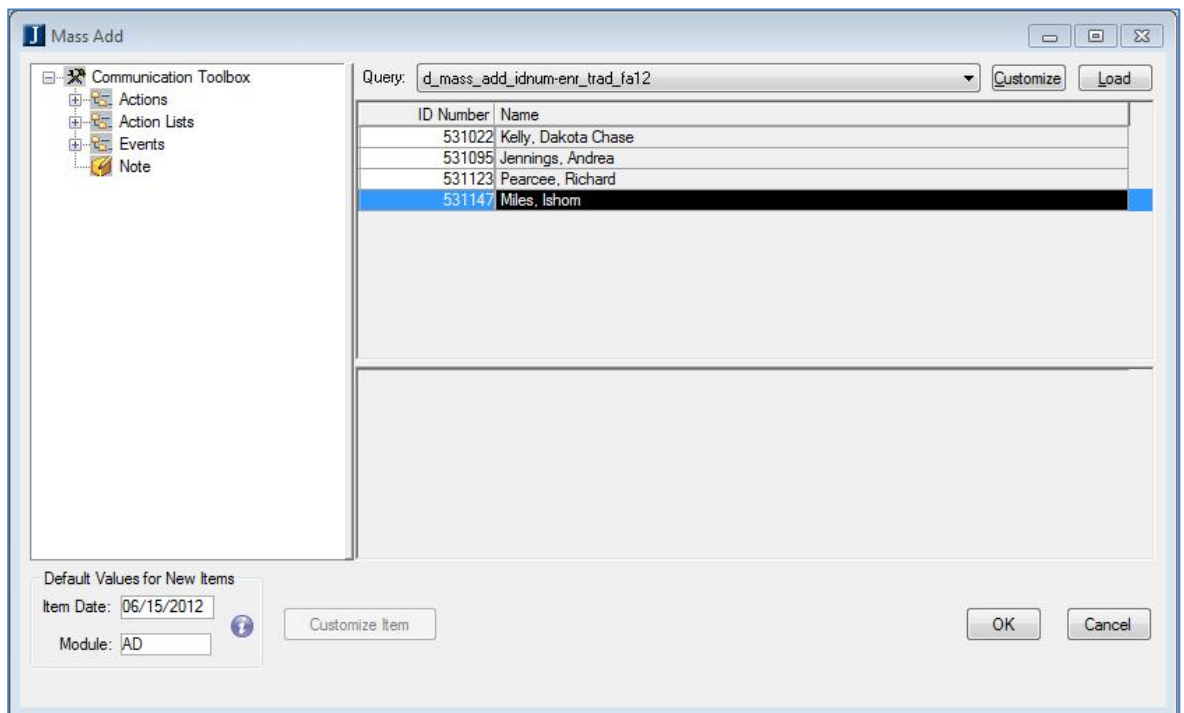 J Mass Add
Communication Toolbox
Actions
Action Lists
Events
Note
Query: d_mass_add_idnum-enr_trad_fa12 Customize Load
ID Number Name
531022 Kelly, Dakota Chase
531095 Jennings, Andrea
531123 Pearcee, Richard
531147 Miles, Ishom
Default Values for New Items
Item Date: 06/15/2012
Module: AD
Customize Item
OK Cancel